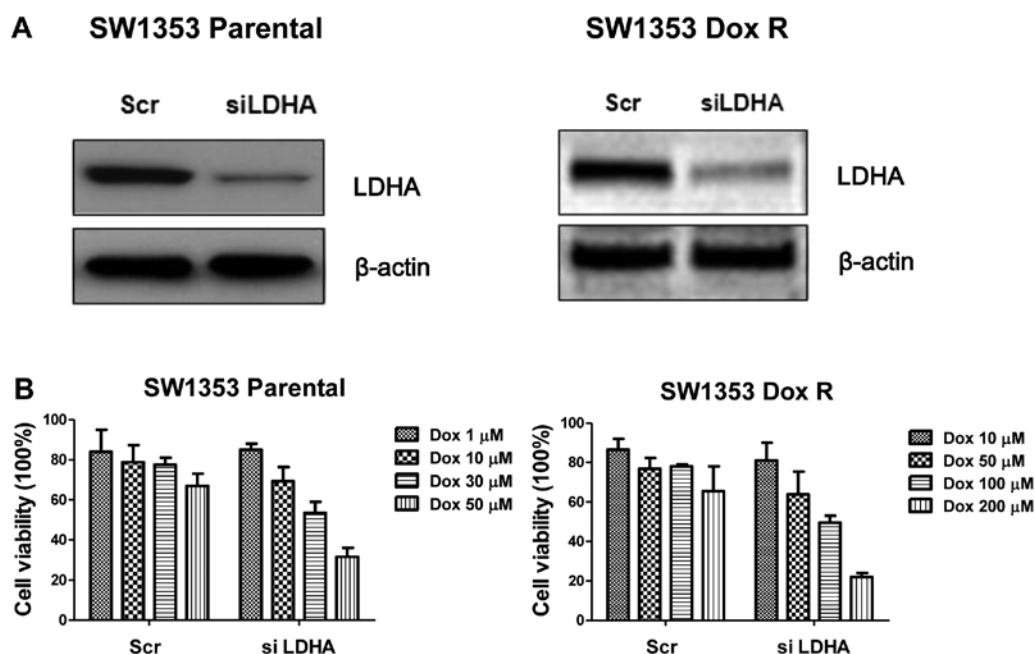 A
SW1353 Parental
SW1353 Dox R
Scr siLDHA
Scr siLDHA
LDHA
LDHA
β-actin
β-actin
B
SW1353 Parental
SW1353 Dox R
Cell viability (100%)
100
80
60
40
20
0
Scr
si LDHA
Dox 1 μM
Dox 10 μM
Dox 30 μM
Dox 50 μM
Cell viability (100%)
100
80
60
40
20
0
Scr
si LDHA
Dox 10 μM
Dox 50 μM
Dox 100 μM
Dox 200 μM